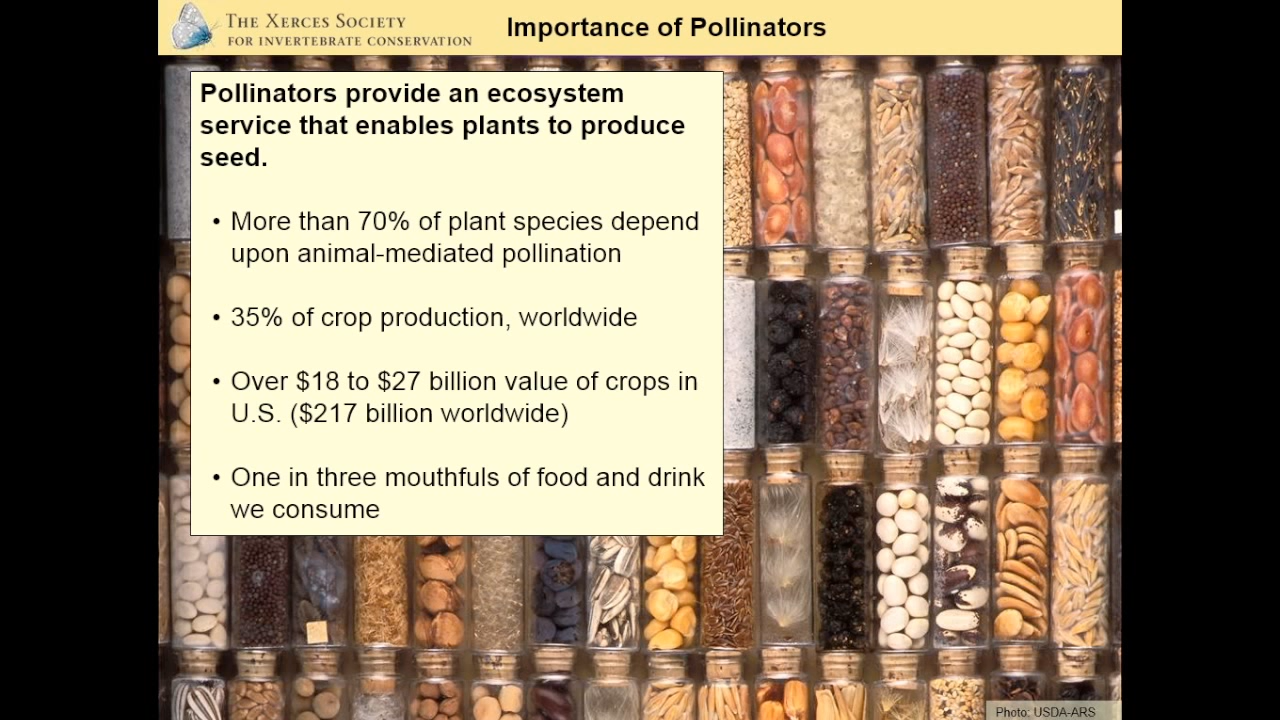 THE XERCES SOCIETY
FOR INVERTEBRATE CONSERVATION
Importance of Pollinators
Pollinators provide an ecosystem
service that enables plants to produce
seed.
• More than 70% of plant species depend
upon animal-mediated pollination
• 35% of crop production, worldwide
• Over $18 to $27 billion value of crops in
U.S. ($217 billion worldwide)
• One in three mouthfuls of food and drink
we consume
Photo: USDA-ARS